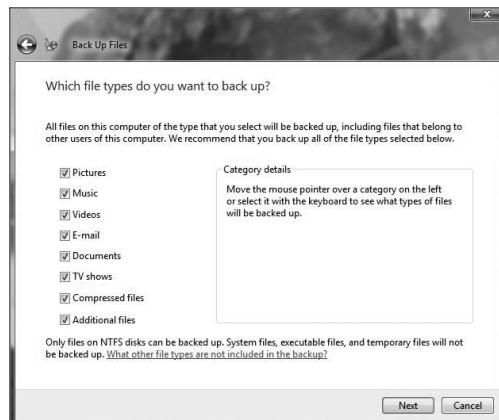 Back Up Files
Which file types do you want to back up?
All files on this computer of the type that you select will be backed up, including files that belong to
other users of this computer. We recommend that you back up all of the file types selected below.
Pictures
Music
Videos
E-mail
Documents
TV shows
Compressed files
Additional files
Category details
Move the mouse pointer over a category on the left
or select it with the keyboard to see what types of files
will be backed up.
Only files on NTFS disks can be backed up. System files, executable files, and temporary files will not
be backed up. What other file types are not included in the backup?
Next
Cancel